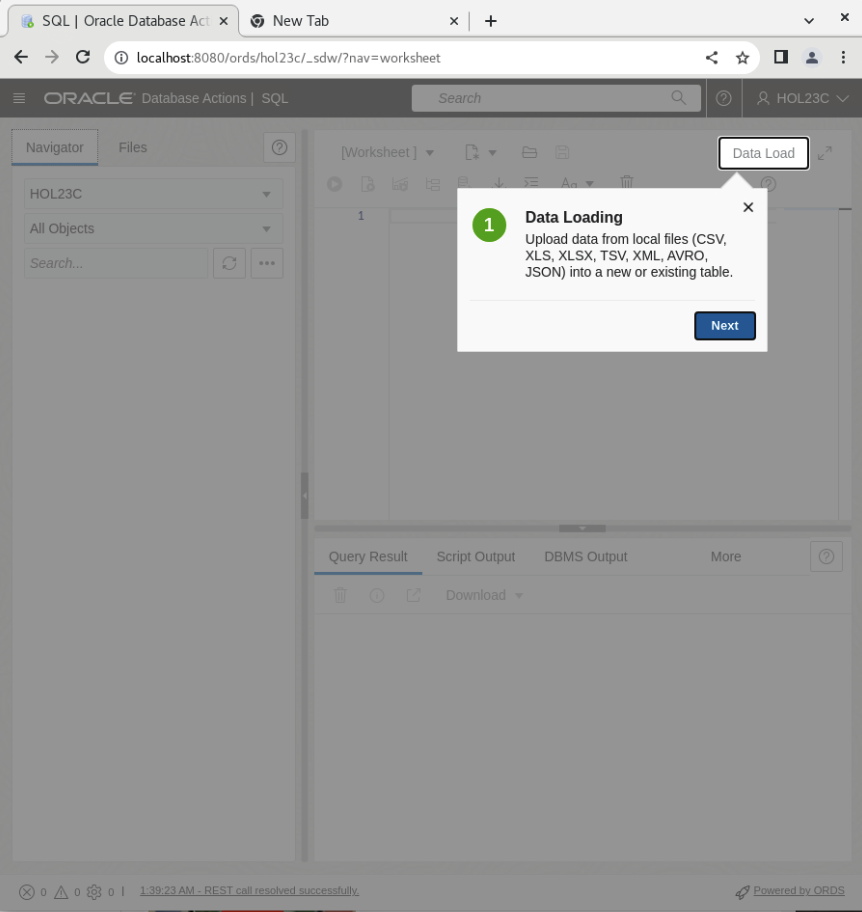 SQL | Oracle Database Act
New Tab
localhost:8080/ords/hol23c/_sdw/?nav=worksheet
ORACLE Database Actions | SQL
Search
HOL23C
Navigator
Files
[Worksheet ]
Data Load
HOL23C
Aa
1
All Objects
Search...
1
Data Loading
Upload data from local files (CSV,
XLS, XLSX, TSV, XML, AVRO,
JSON) into a new or existing table.
Next
Query Result
Script Output
DBMS Output
More
Download
0
0
0
1:39:23 AM - REST call resolved successfully.
Powered by ORDS